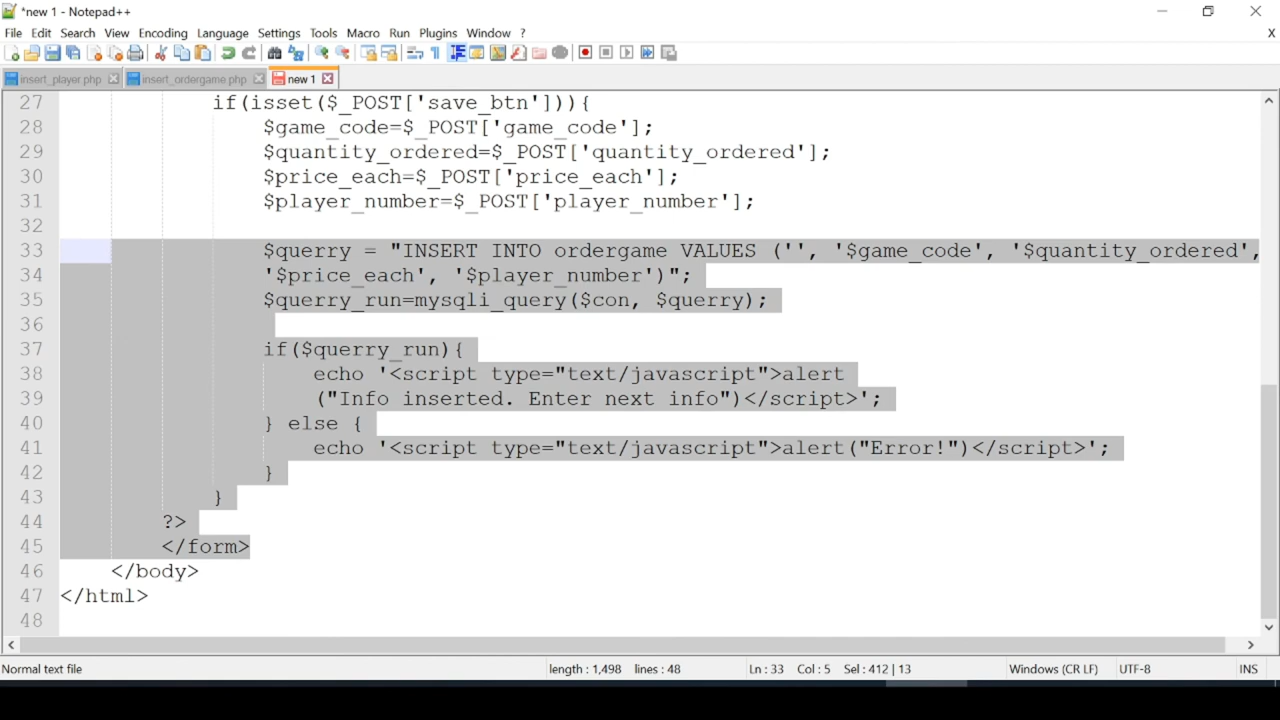 *new 1 - Notepad++
File Edit Search View Encoding Language Settings Tools Macro Run Plugins Window ? X
insert_player.php insert_ordergame.php new 1
27 if(isset($_POST['save_btn'])){
28 $game_code=$_POST['game_code'];
29 $quantity_ordered=$_POST['quantity_ordered'];
30 $price_each=$_POST['price_each'];
31 $player_number=$_POST['player_number'];
32
33 $querry = "INSERT INTO ordergame VALUES ('', '$game_code', '$quantity_ordered',
34 '$price_each', '$player_number')";
35 $querry_run=mysqli_query($con, $querry);
36
37 if($querry_run){
38 echo '<script type="text/javascript">alert
39 ("Info inserted. Enter next info")</script>';
40 } else {
41 echo '<script type="text/javascript">alert("Error!")</script>';
42 }
43 }
44 ?>
45 </form>
46 </body>
47 </html>
48
Normal text file length : 1,498 lines : 48 Ln : 33 Col : 5 Sel : 412 | 13 Windows (CR LF) UTF-8 INS